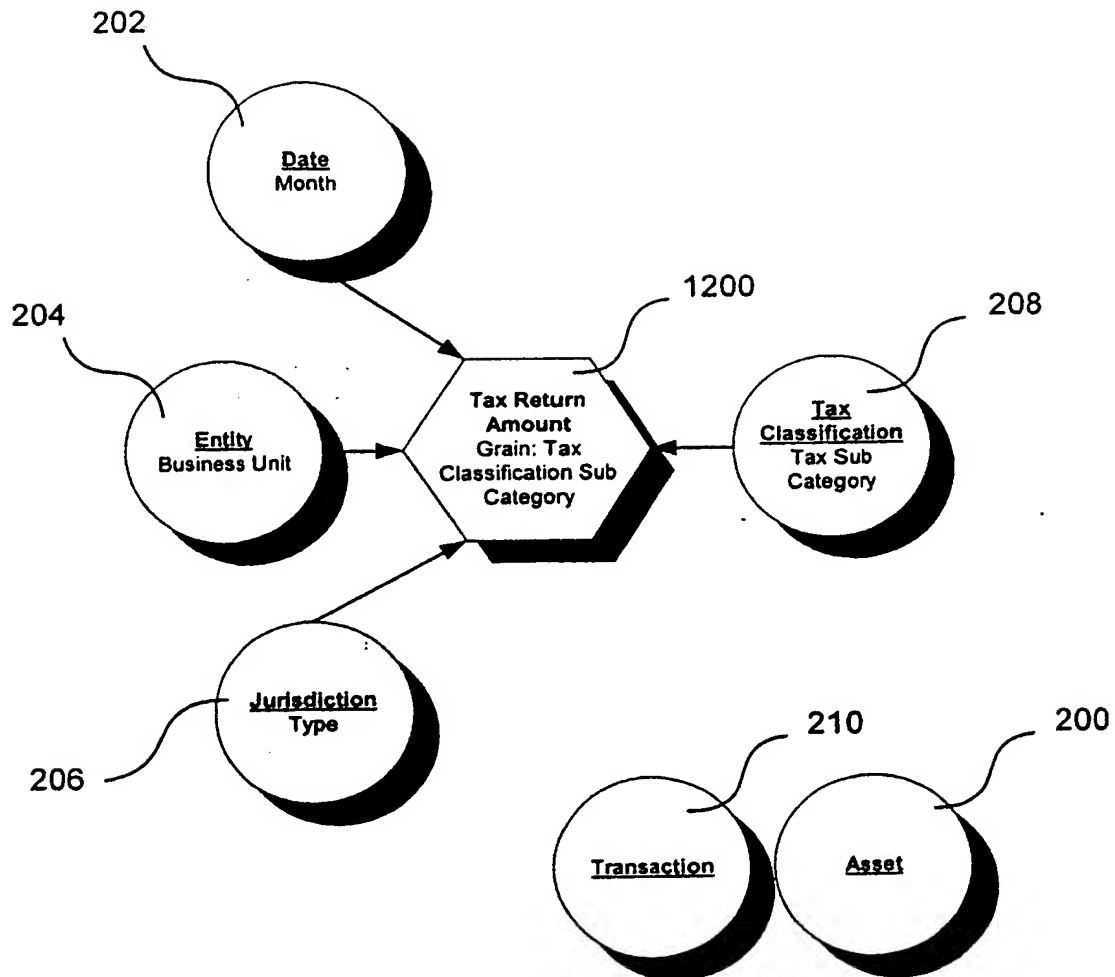 202
Date
Month
1200
208
204
Tax Return
Amount
Grain: Tax
Classification Sub
Category
Tax
Classification
Tax Sub
Category
Entity
Business Unit
Jurisdiction
Type
206
210
200
Transaction
Asset